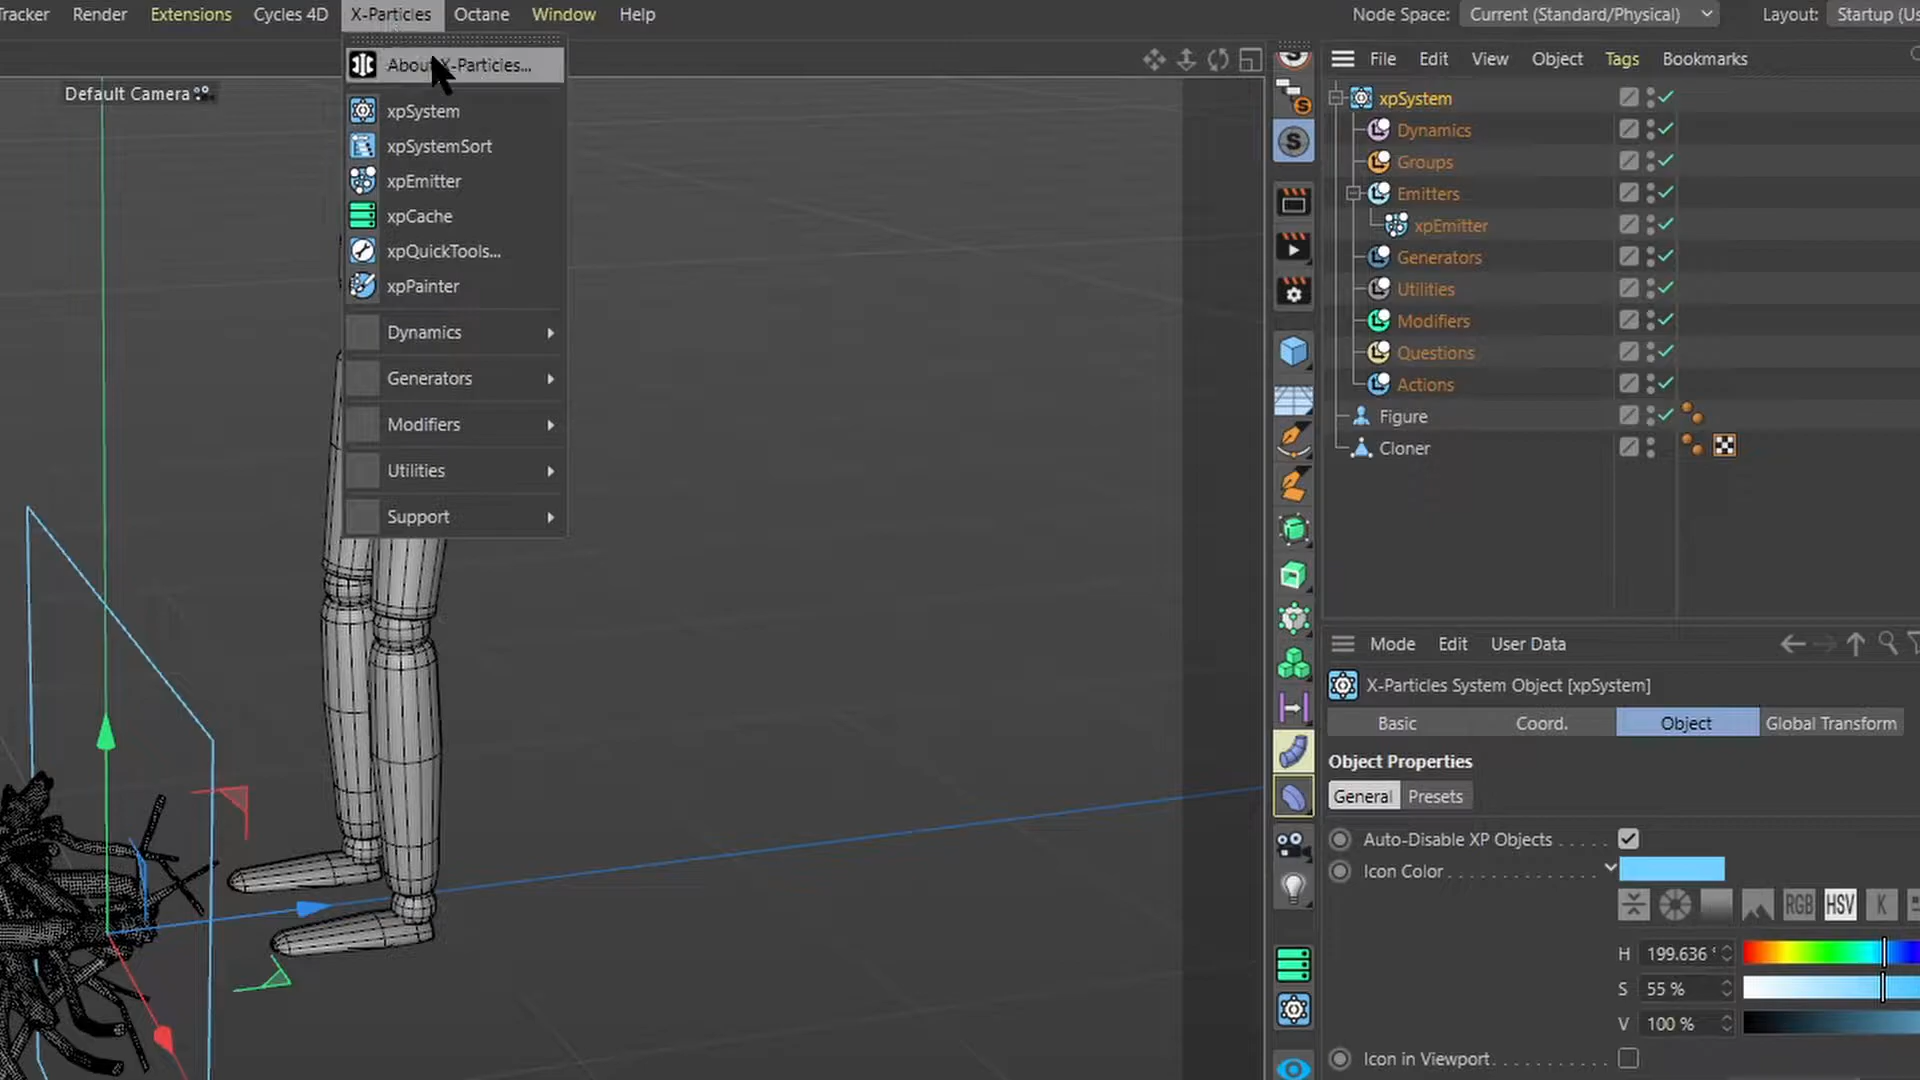 Tracker Render Extensions Cycles 4D X-Particles Octane Window Help
Node Space: Current (Standard/Physical) Layout: Startup (Us
Default Camera
About X-Particles...
xpSystem
xpSystemSort
xpEmitter
xpCache
xpQuickTools...
xpPainter
Dynamics
Generators
Modifiers
Utilities
Support
File Edit View Object Tags Bookmarks
xpSystem
Dynamics
Groups
Emitters
xpEmitter
Generators
Utilities
Modifiers
Questions
Actions
Figure
Cloner
Mode Edit User Data
X-Particles System Object [xpSystem]
Basic Coord. Object Global Transform
Object Properties
General Presets
Auto-Disable XP Objects . . . . .
Icon Color . . . . . . . . . . . . .
RGB HSV K
H 199.636 °
S 55 %
V 100 %
Icon in Viewport . . . . . . . . . .